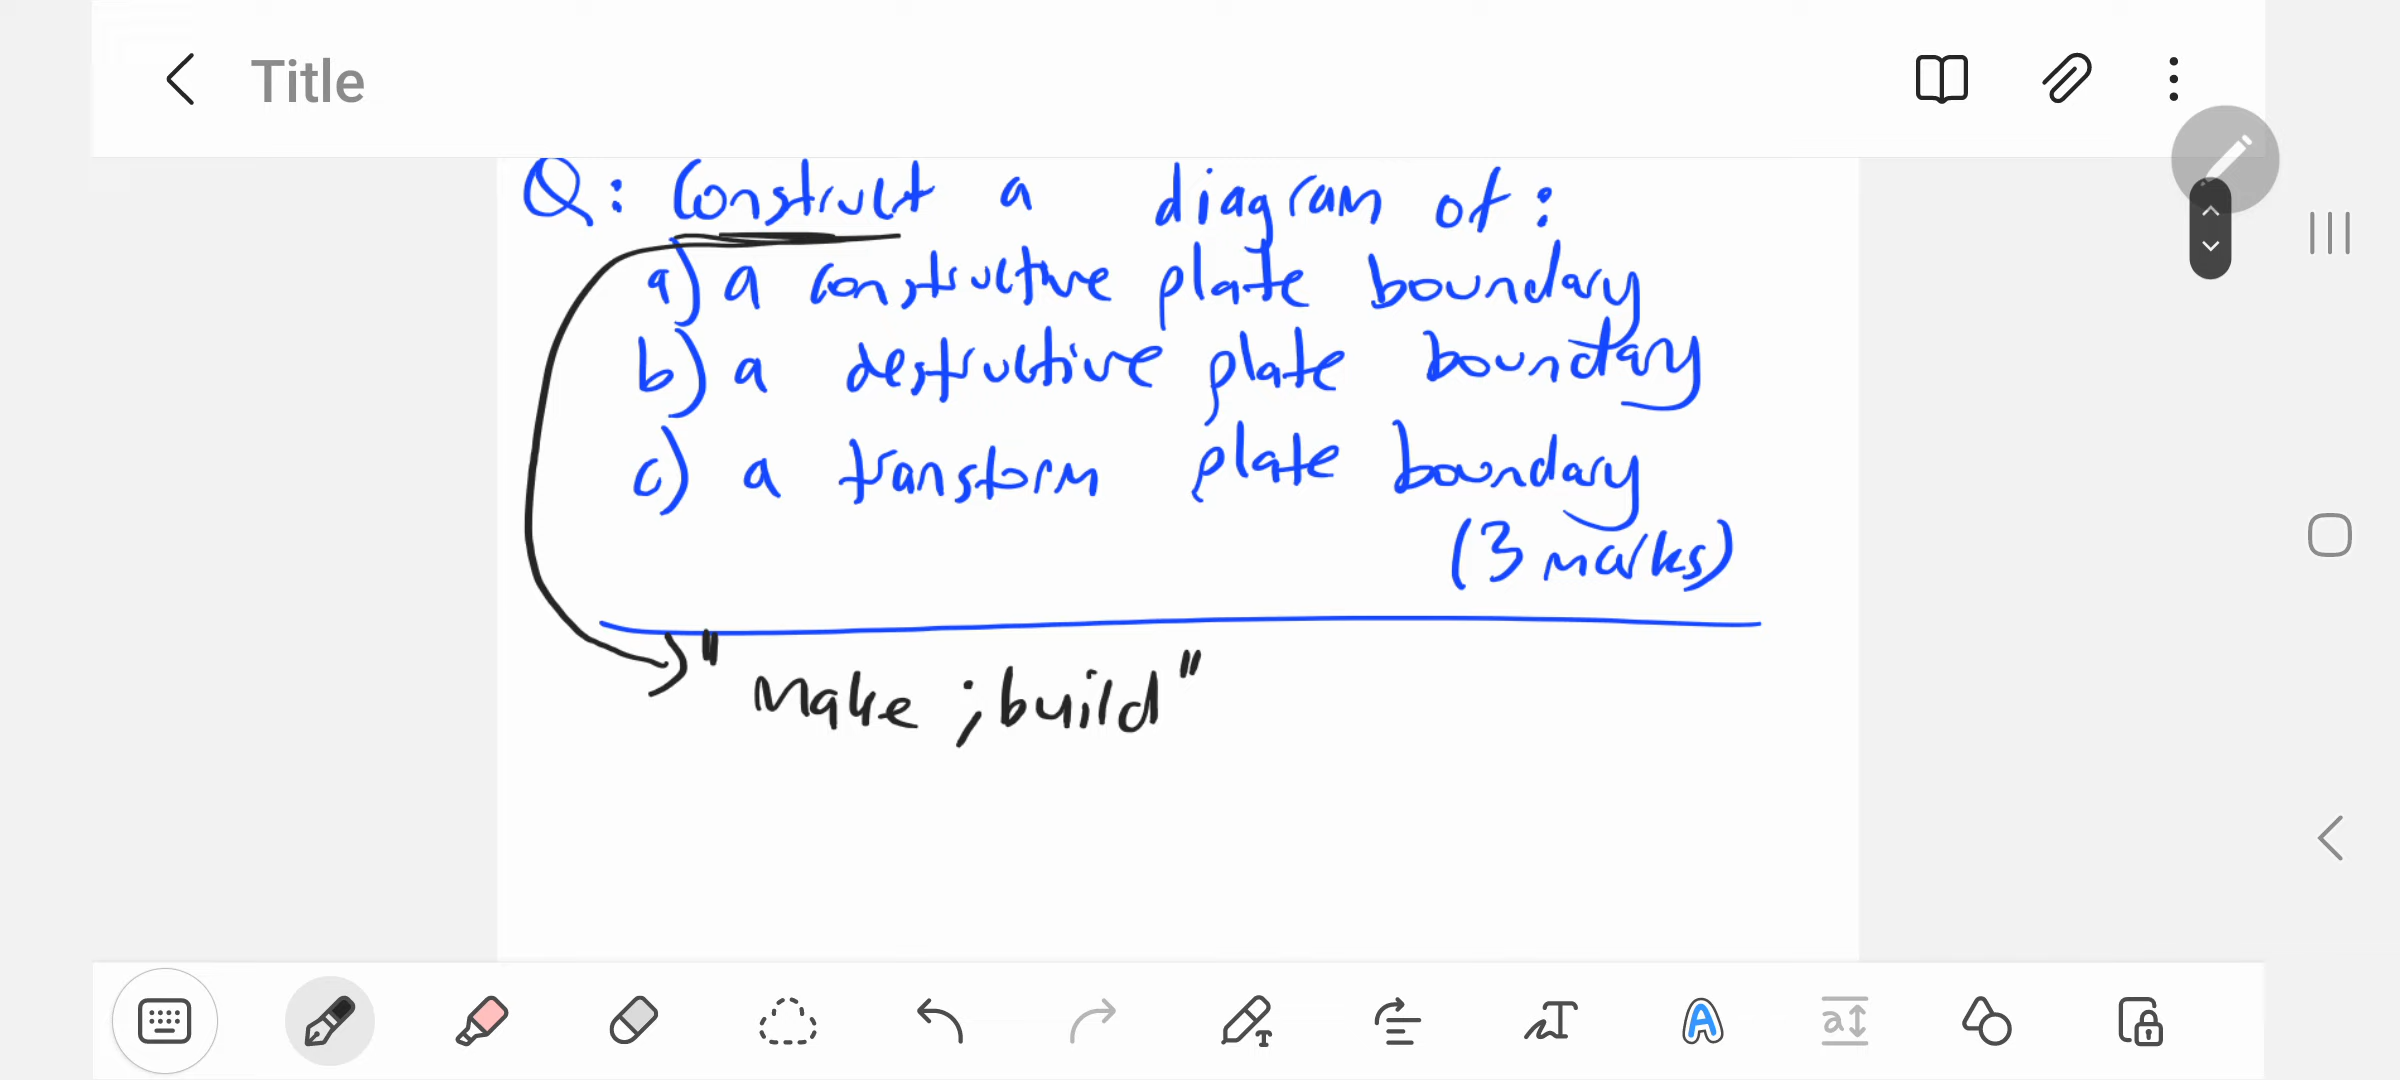 Title
Q: Construct a diagram of:
a) a constructive plate boundary
b) a destructive plate boundary
c) a transform plate boundary
(3 marks)
"Make ; build"